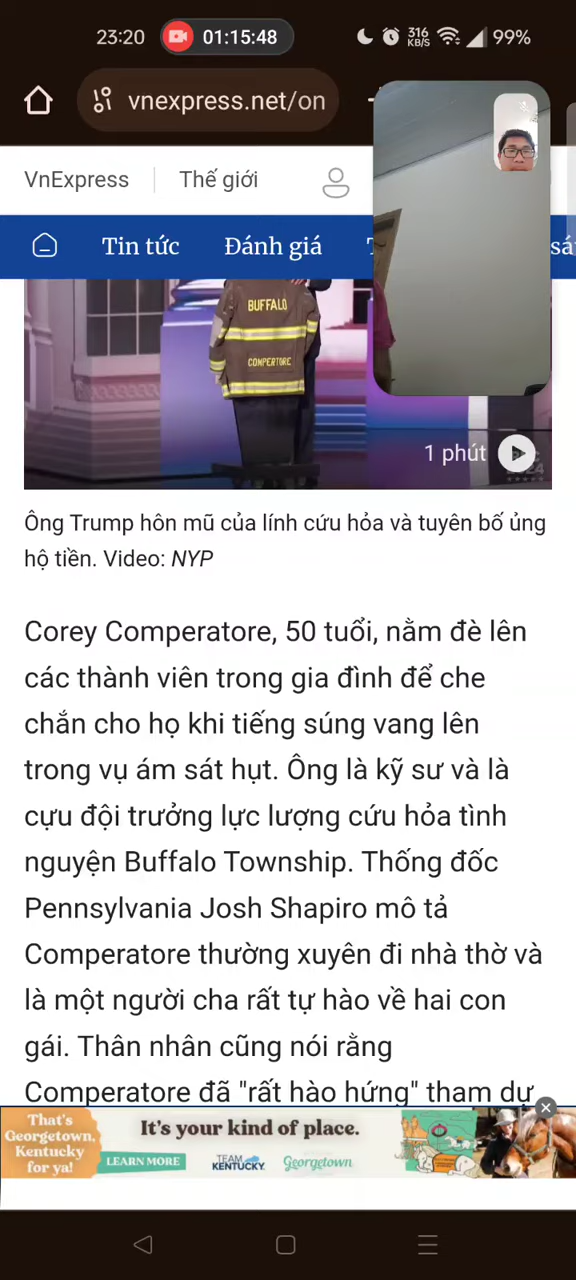 23:20
01:15:48
316
KB/S
99%
vnexpress.net/on
VnExpress
Thế giới
Tin tức
Đánh giá
BUFFALO
COMPERTORE
1 phút
Ông Trump hôn mũ của lính cứu hỏa và tuyên bố ủng
hộ tiền. Video: NYP
Corey Comperatore, 50 tuổi, nằm đè lên
các thành viên trong gia đình để che
chắn cho họ khi tiếng súng vang lên
trong vụ ám sát hụt. Ông là kỹ sư và là
cựu đội trưởng lực lượng cứu hỏa tình
nguyện Buffalo Township. Thống đốc
Pennsylvania Josh Shapiro mô tả
Comperatore thường xuyên đi nhà thờ và
là một người cha rất tự hào về hai con
gái. Thân nhân cũng nói rằng
Comperatore đã "rất hào hứng" tham dự
That's
Georgetown,
Kentucky
for ya!
It's your kind of place.
LEARN MORE
TEAM
KENTUCKY
Georgetown